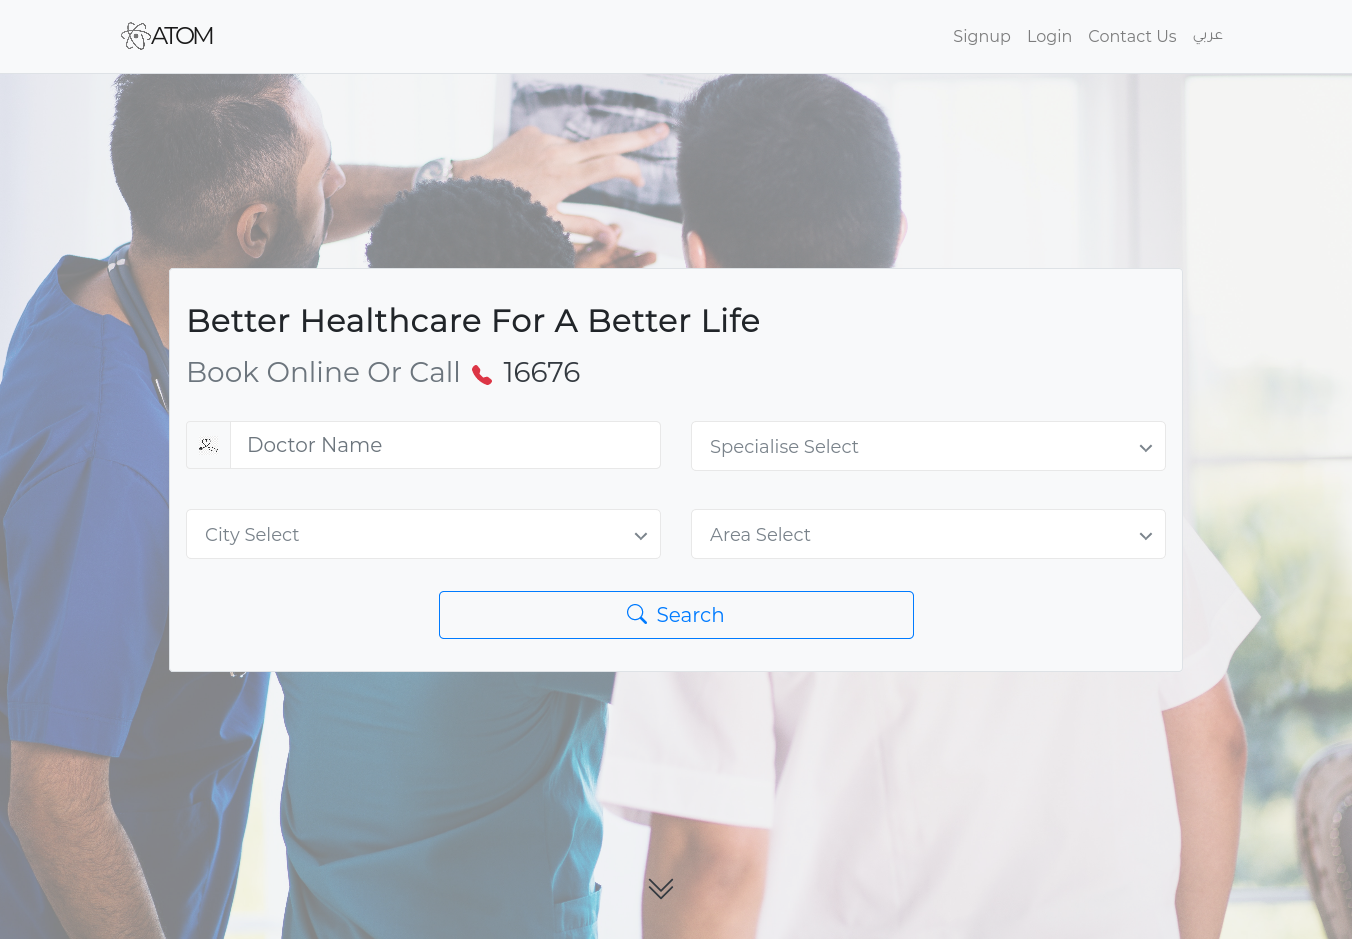 ATOM
Signup Login Contact Us عربي
Better Healthcare For A Better Life
Book Online Or Call 16676
Doctor Name
Specialise Select
City Select
Area Select
Search